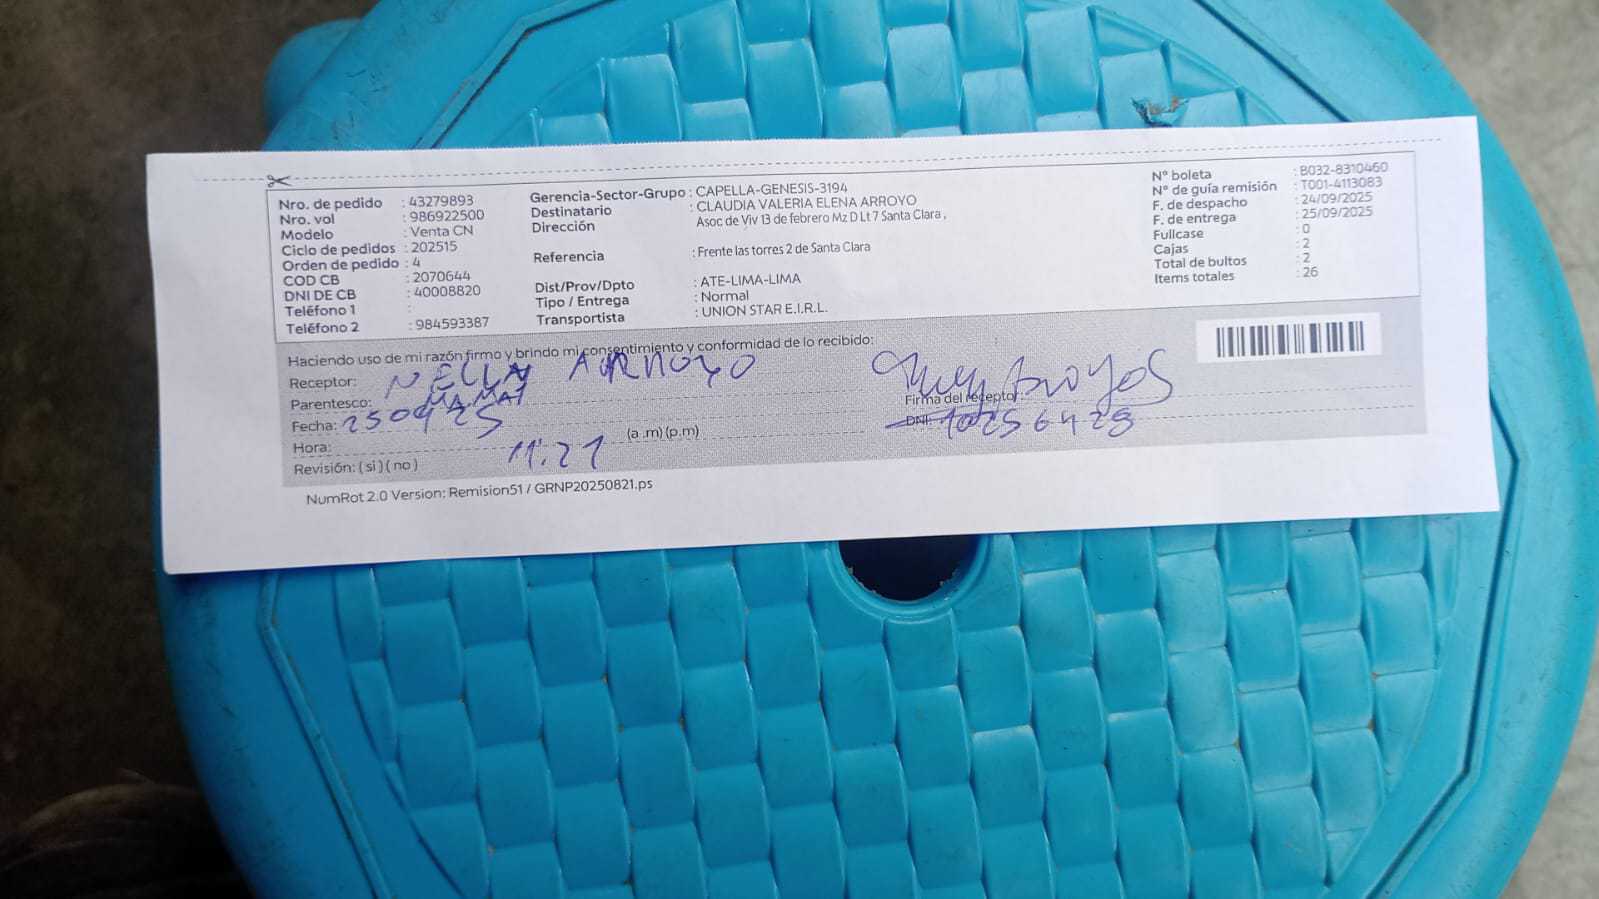 Nro. de pedido : 43279893
Nro. vol : 986922500
Modelo : Venta CN
Ciclo de pedidos : 202515
Orden de pedido : 4
COD CB : 2070644
DNI DE CB : 40008820
Teléfono 1 :
Teléfono 2 : 984593387
Gerencia-Sector-Grupo : CAPELLA-GENESIS-3194
Destinatario : CLAUDIA VALERIA ELENA ARROYO
Dirección Asoc de Viv 13 de febrero Mz D Lt 7 Santa Clara ,
Referencia : Frente las torres 2 de Santa Clara
Dist/Prov/Dpto : ATE-LIMA-LIMA
Tipo / Entrega : Normal
Transportista : UNION STAR E.I.R.L.
N° boleta : B032-8310460
N° de guía remisión : T001-4113083
F. de despacho : 24/09/2025
F. de entrega : 25/09/2025
Fullcase : 0
Cajas : 2
Total de bultos : 2
Items totales : 26
Haciendo uso de mi razón firmo y brindo mi consentimiento y conformidad de lo recibido:
Receptor: NELLY ARROYO
Parentesco: MAMA
Fecha: 250925
Hora: 11:21 (a .m) (p.m)
Revisión: ( si ) ( no )
Arroyos
Firma del receptor:
DNI: 10256428
NumRot 2.0 Version: Remision51 / GRNP20250821.ps